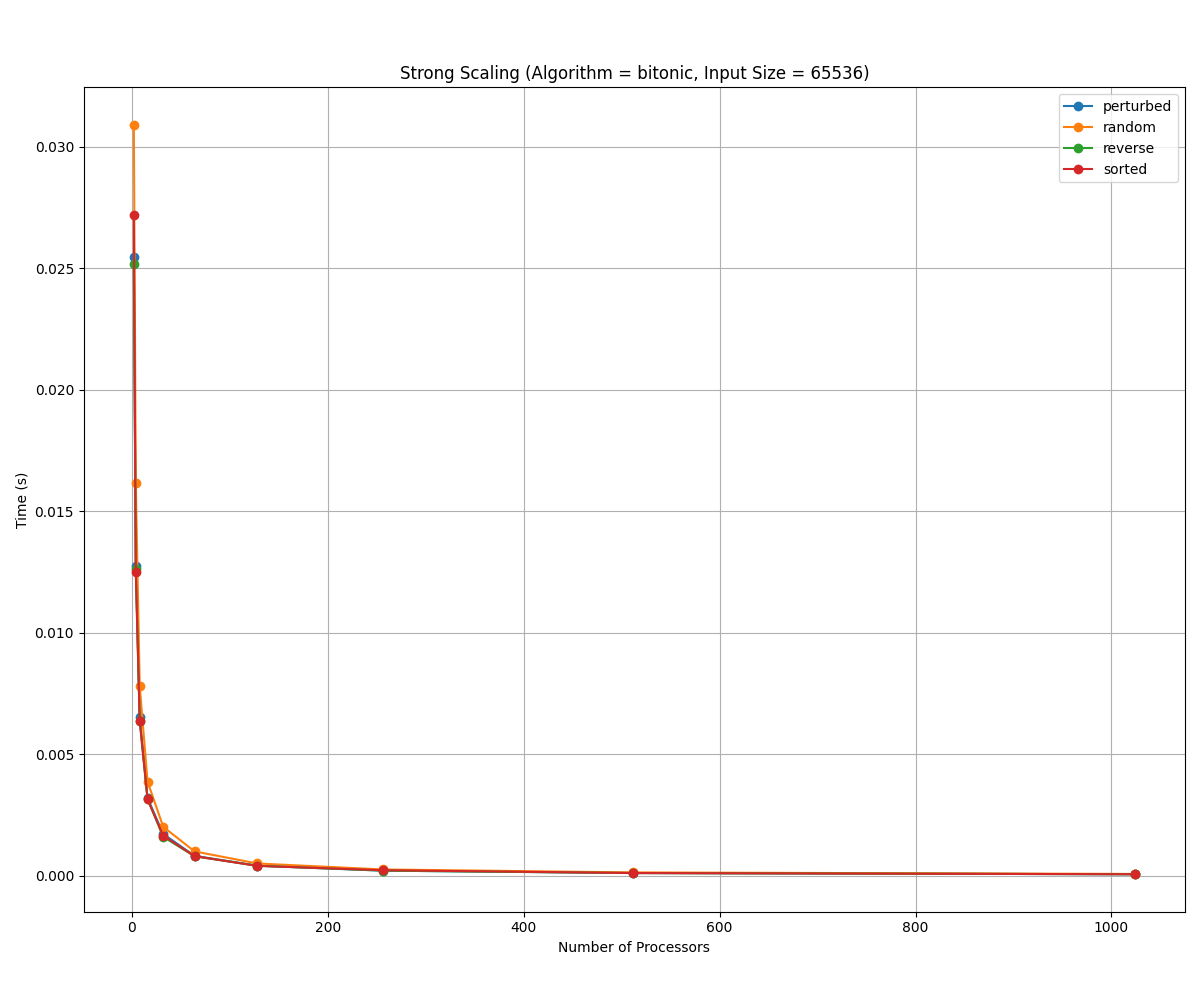 Strong Scaling (Algorithm = bitonic, Input Size = 65536)
perturbed
random
reverse
sorted
0.030
0.025
0.020
0.015
0.010
0.005
0.000
Time (s)
0 200 400 600 800 1000
Number of Processors